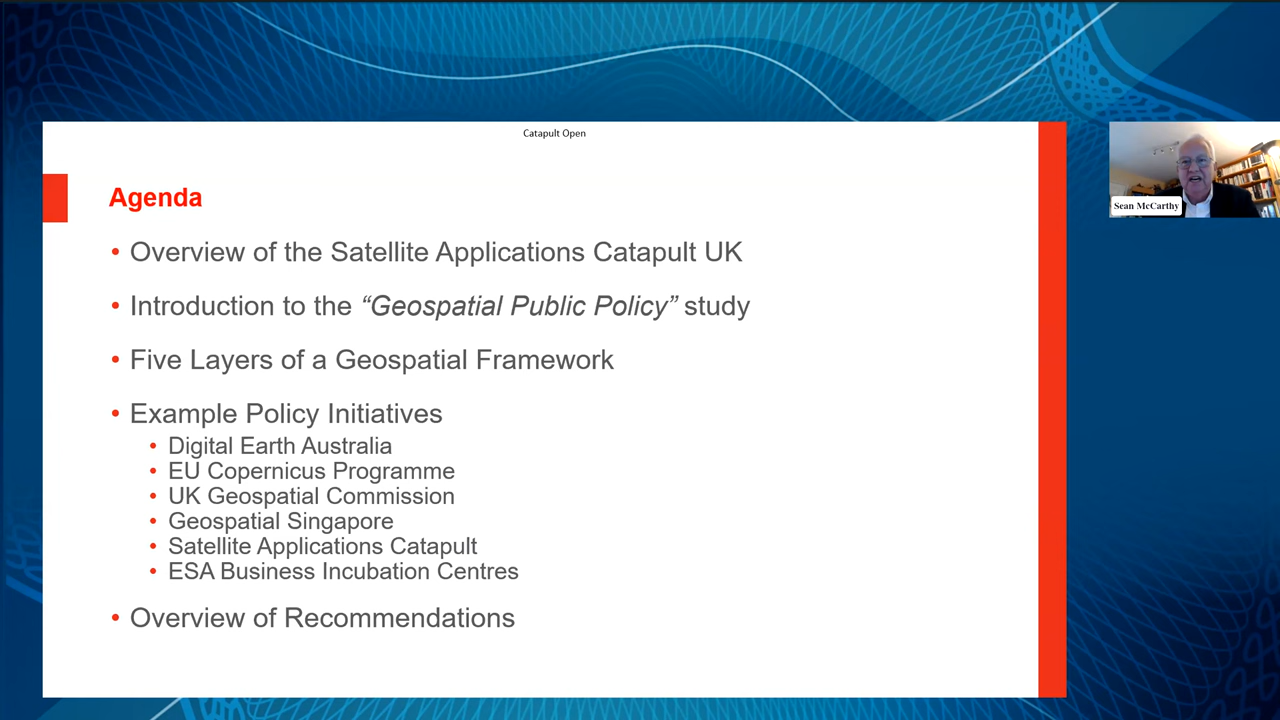 Catapult Open
Agenda
• Overview of the Satellite Applications Catapult UK
• Introduction to the “Geospatial Public Policy” study
• Five Layers of a Geospatial Framework
• Example Policy Initiatives
• Digital Earth Australia
• EU Copernicus Programme
• UK Geospatial Commission
• Geospatial Singapore
• Satellite Applications Catapult
• ESA Business Incubation Centres
• Overview of Recommendations
Sean McCarthy